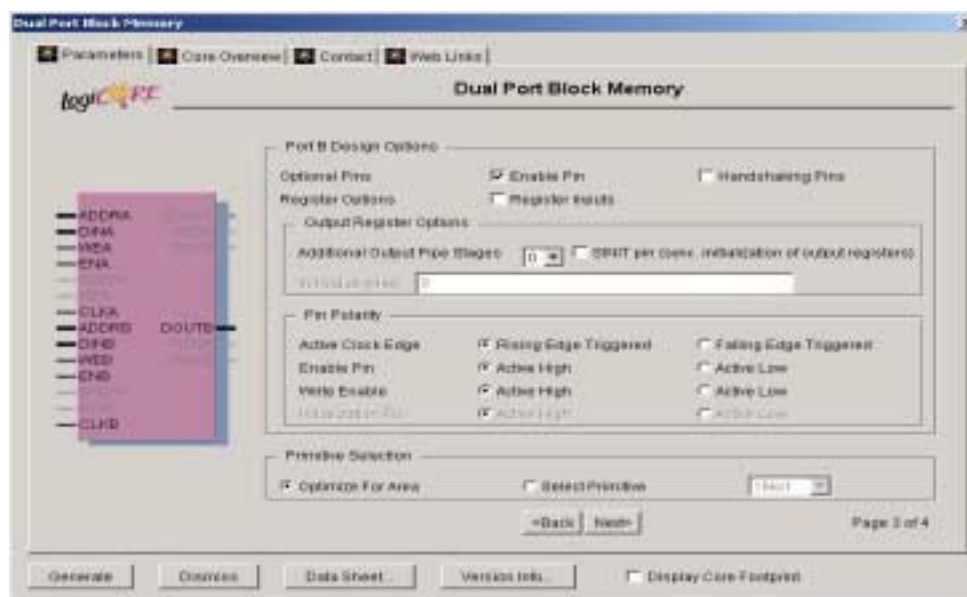 Dual Port Block Memory
Parameters Core Overview Contact Web Links
logiCORE
Dual Port Block Memory
Port B Design Options
Optional Pins Enable Pin Handshaking Pins
Register Options Register Inputs
Output Register Options
Additional Output Pipe Stages 0 SINIT pin (sync. initialization of output registers)
0
Pin Polarity
Active Clock Edge Rising Edge Triggered Falling Edge Triggered
Enable Pin Active High Active Low
Write Enable Active High Active Low
Initialization Pin Active High Active Low
Primitive Selection
Optimize For Area Select Primitive
<Back Next> Page 3 of 4
ADDRA
DINA
WEA
ENA
CLKA
ADDRB DOUTB
DINB
WEB
ENB
CLKB
Generate Dismiss Data Sheet... Version Info... Display Core Footprint